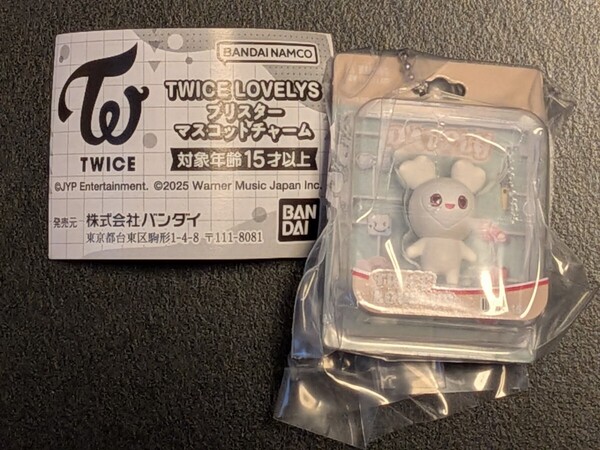 BANDAI NAMCO
TWICE LOVELYS
ブリスター
マスコットチャーム
対象年齢15才以上
TWICE
©JYP Entertainment. ©2025 Warner Music Japan Inc.
発売元 株式会社バンダイ
東京都台東区駒形1-4-8 〒111-8081
BAN
DAI
TWICE
LOVELYS